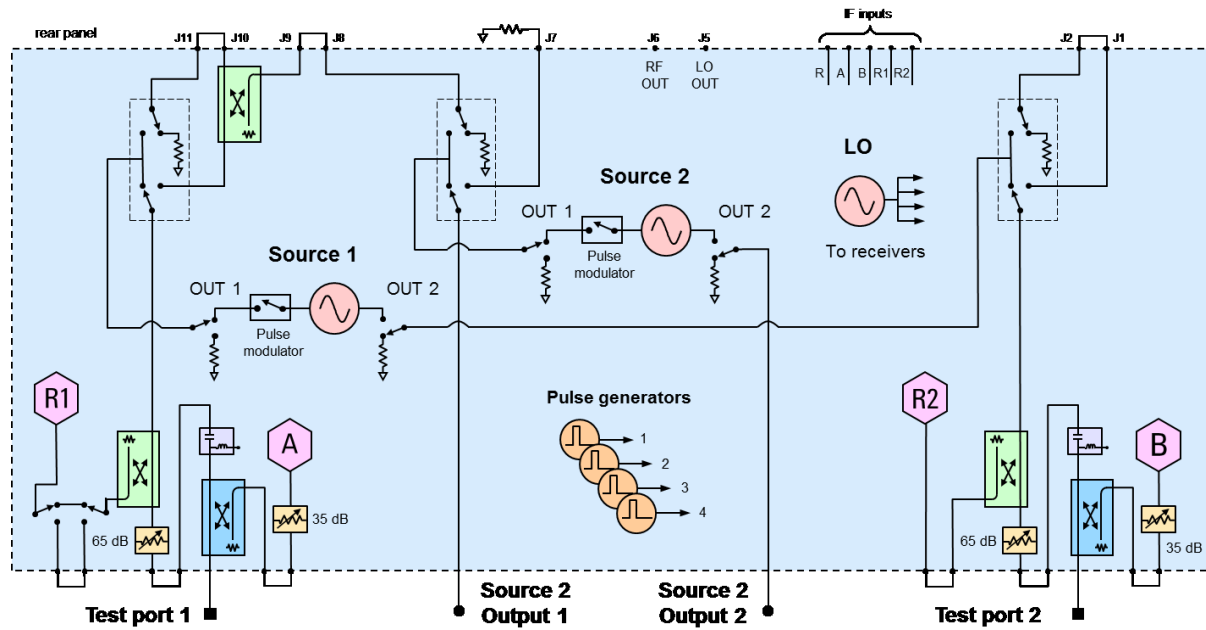 IF inputs
rear panel
J11
J10
J9
J8
J7
J6
J5
J2
J1
RF
OUT
LO
OUT
R
A
B
R1
R2
LO
To receivers
Source 2
OUT 1
OUT 2
Pulse
modulator
Source 1
OUT 1
OUT 2
Pulse
modulator
R1
A
35 dB
65 dB
Pulse generators
1
2
3
4
R2
B
65 dB
35 dB
Test port 1
Source 2
Output 1
Source 2
Output 2
Test port 2